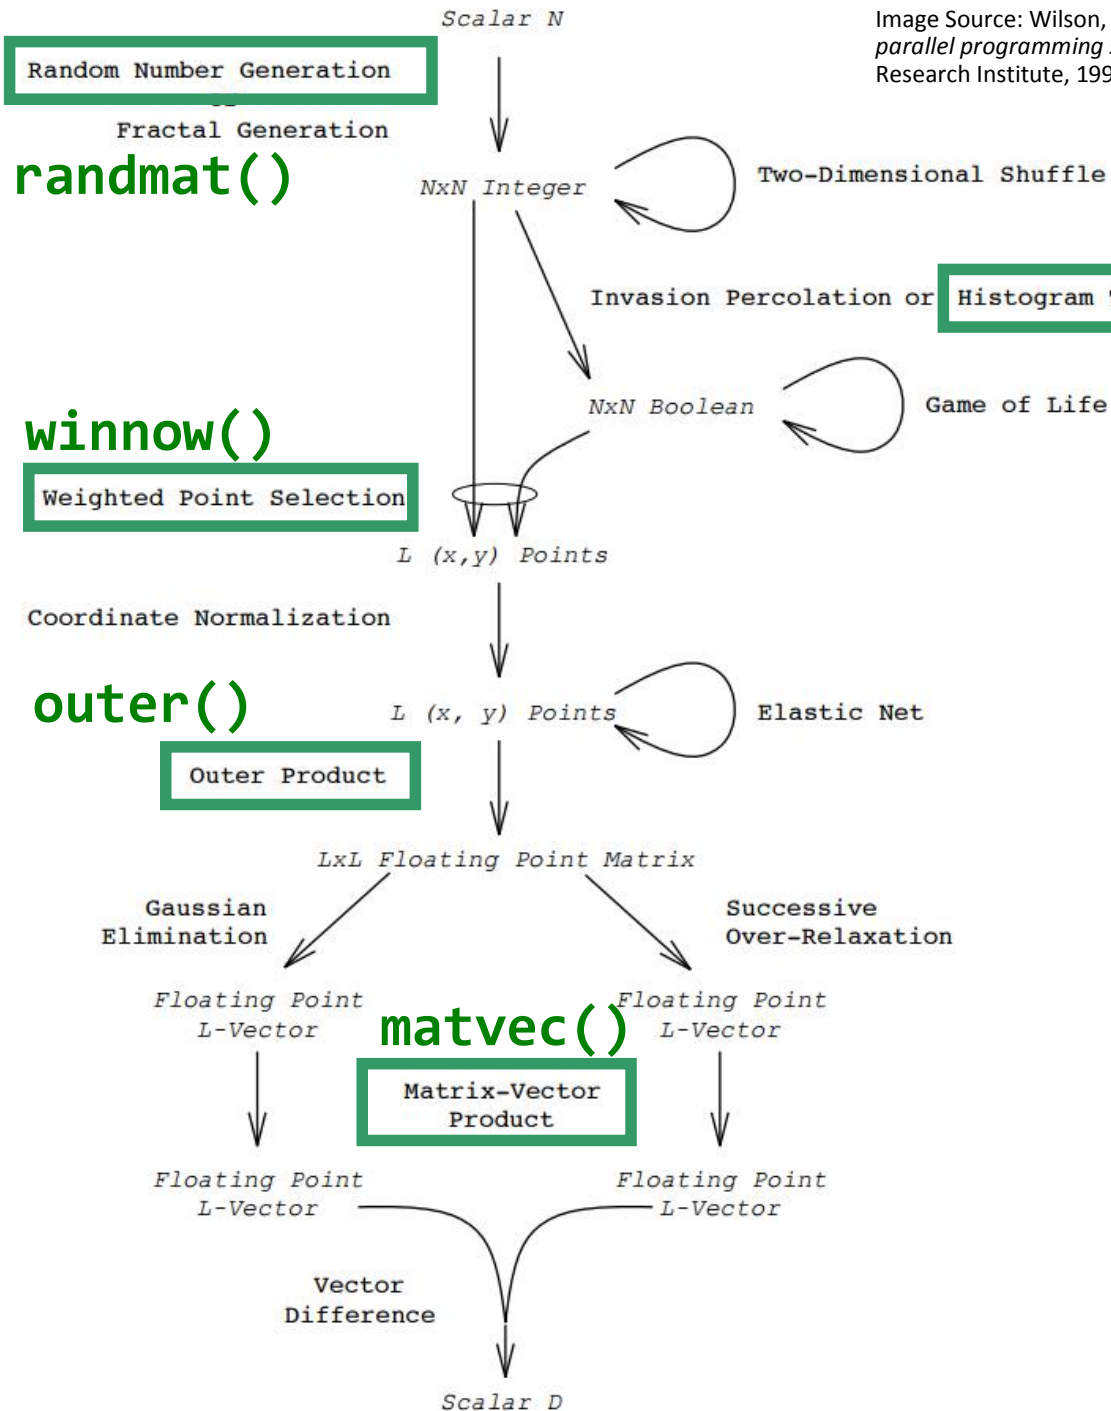 Scalar N
Image Source: Wilson,
parallel programming
Research Institute, 199
Random Number Generation
Fractal Generation
randmat()
NxN Integer
Two-Dimensional Shuffle
Invasion Percolation or
Histogram
NxN Boolean
Game of Life
winnow()
Weighted Point Selection
L (x,y) Points
Coordinate Normalization
outer()
L (x, y) Points
Elastic Net
Outer Product
LxL Floating Point Matrix
Gaussian
Elimination
Successive
Over-Relaxation
Floating Point
L-Vector
matvec()
Floating Point
L-Vector
Matrix-Vector
Product
Floating Point
L-Vector
Floating Point
L-Vector
Vector
Difference
Scalar D